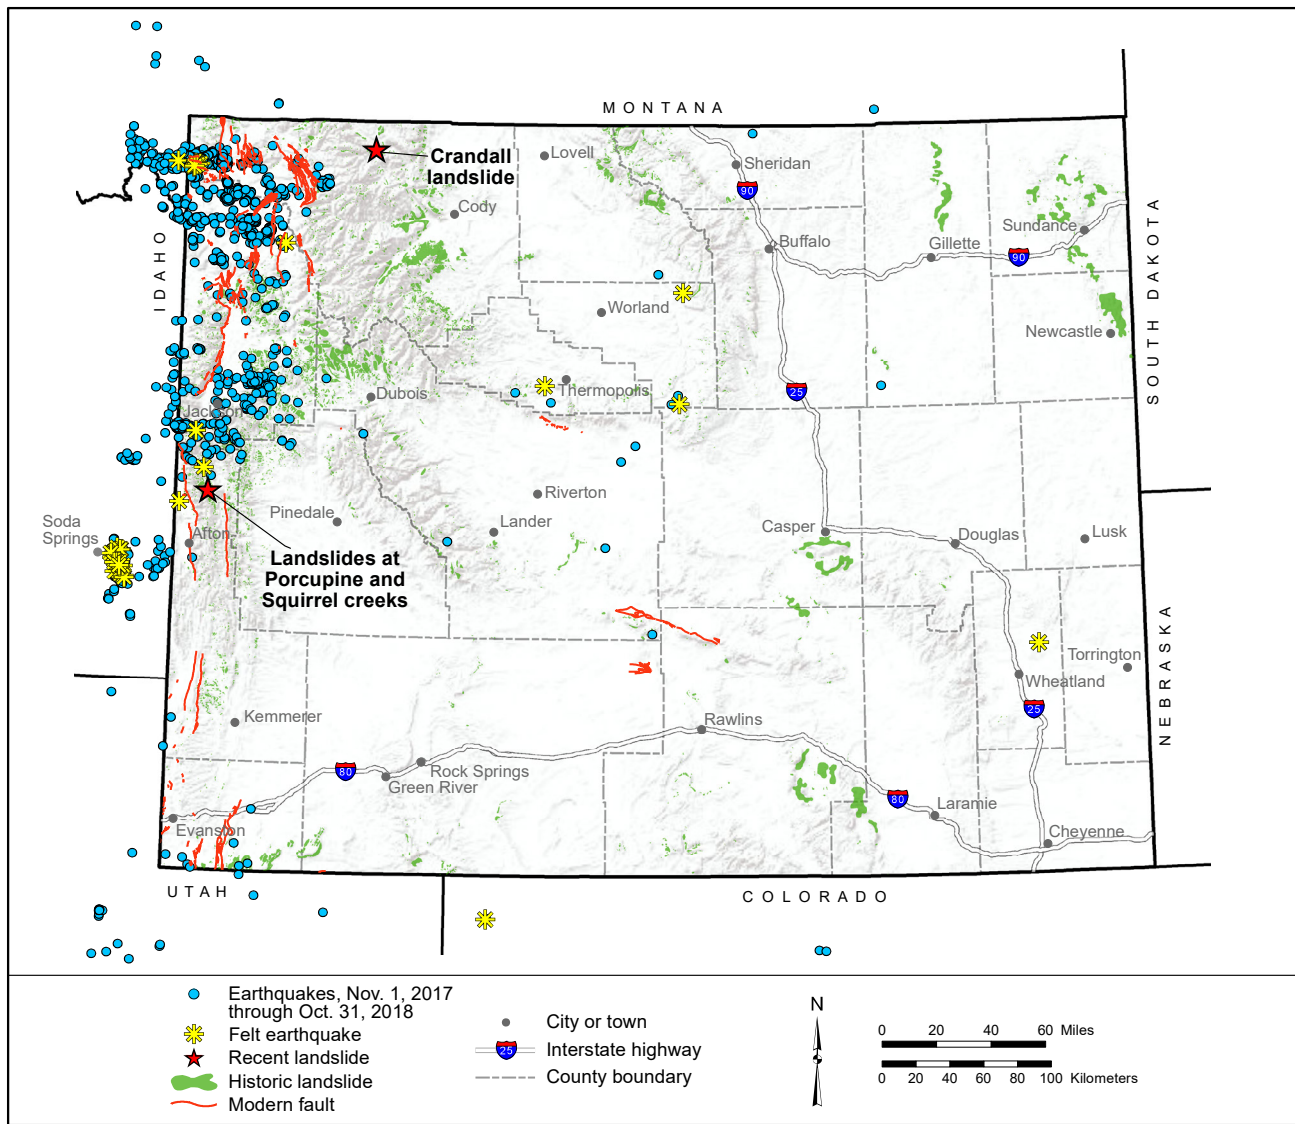 MONTANA
Crandall
landslide
Lovell
Sheridan
90
Cody
IDAHO
Buffalo
Gillette
Sundance
90
SOUTH DAKOTA
Worland
Newcastle
Thermopolis
25
Dubois
Jackson
Riverton
Pinedale
Lander
Casper
Douglas
Lusk
Soda
Springs
Afton
Landslides at
Porcupine and
Squirrel creeks
Torrington
Wheatland
25
NEBRASKA
Kemmerer
Rawlins
80
Rock Springs
Green River
80
Laramie
Evanston
Cheyenne
UTAH
COLORADO
Earthquakes, Nov. 1, 2017
through Oct. 31, 2018
Felt earthquake
Recent landslide
Historic landslide
Modern fault
City or town
25
Interstate highway
County boundary
N
0 20 40 60 Miles
0 20 40 60 80 100 Kilometers